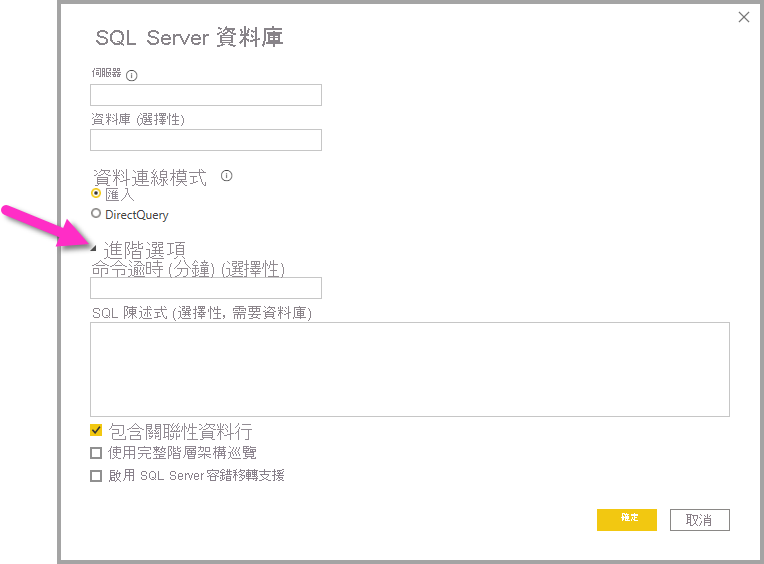 SQL Server 資料庫
伺服器
資料庫 (選擇性)
資料連線模式
匯入
DirectQuery
進階選項
命令逾時 (分鐘) (選擇性)
SQL 陳述式 (選擇性, 需要資料庫)
包含關聯性資料行
使用完整階層架構巡覽
啟用 SQL Server 容錯移轉支援
確定
取消